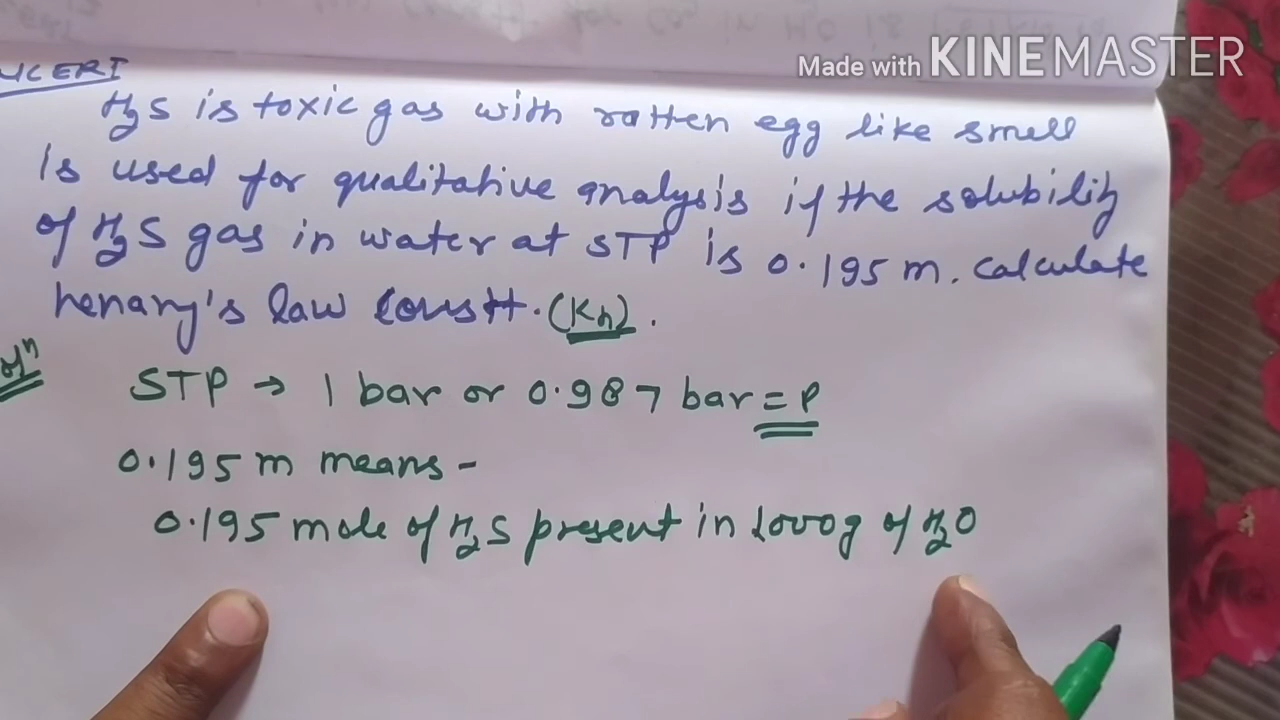 Made with KINEMASTER
NCERT
H2S is toxic gas with rotten egg like smell
is used for qualitative analysis if the solubility
of H2S gas in water at STP is 0.195 m. Calculate
henary's law constt. (KH).
Solⁿ
STP → 1 bar or 0.987 bar = P
0.195 m means -
0.195 mole of H2S present in 1000g of H2O